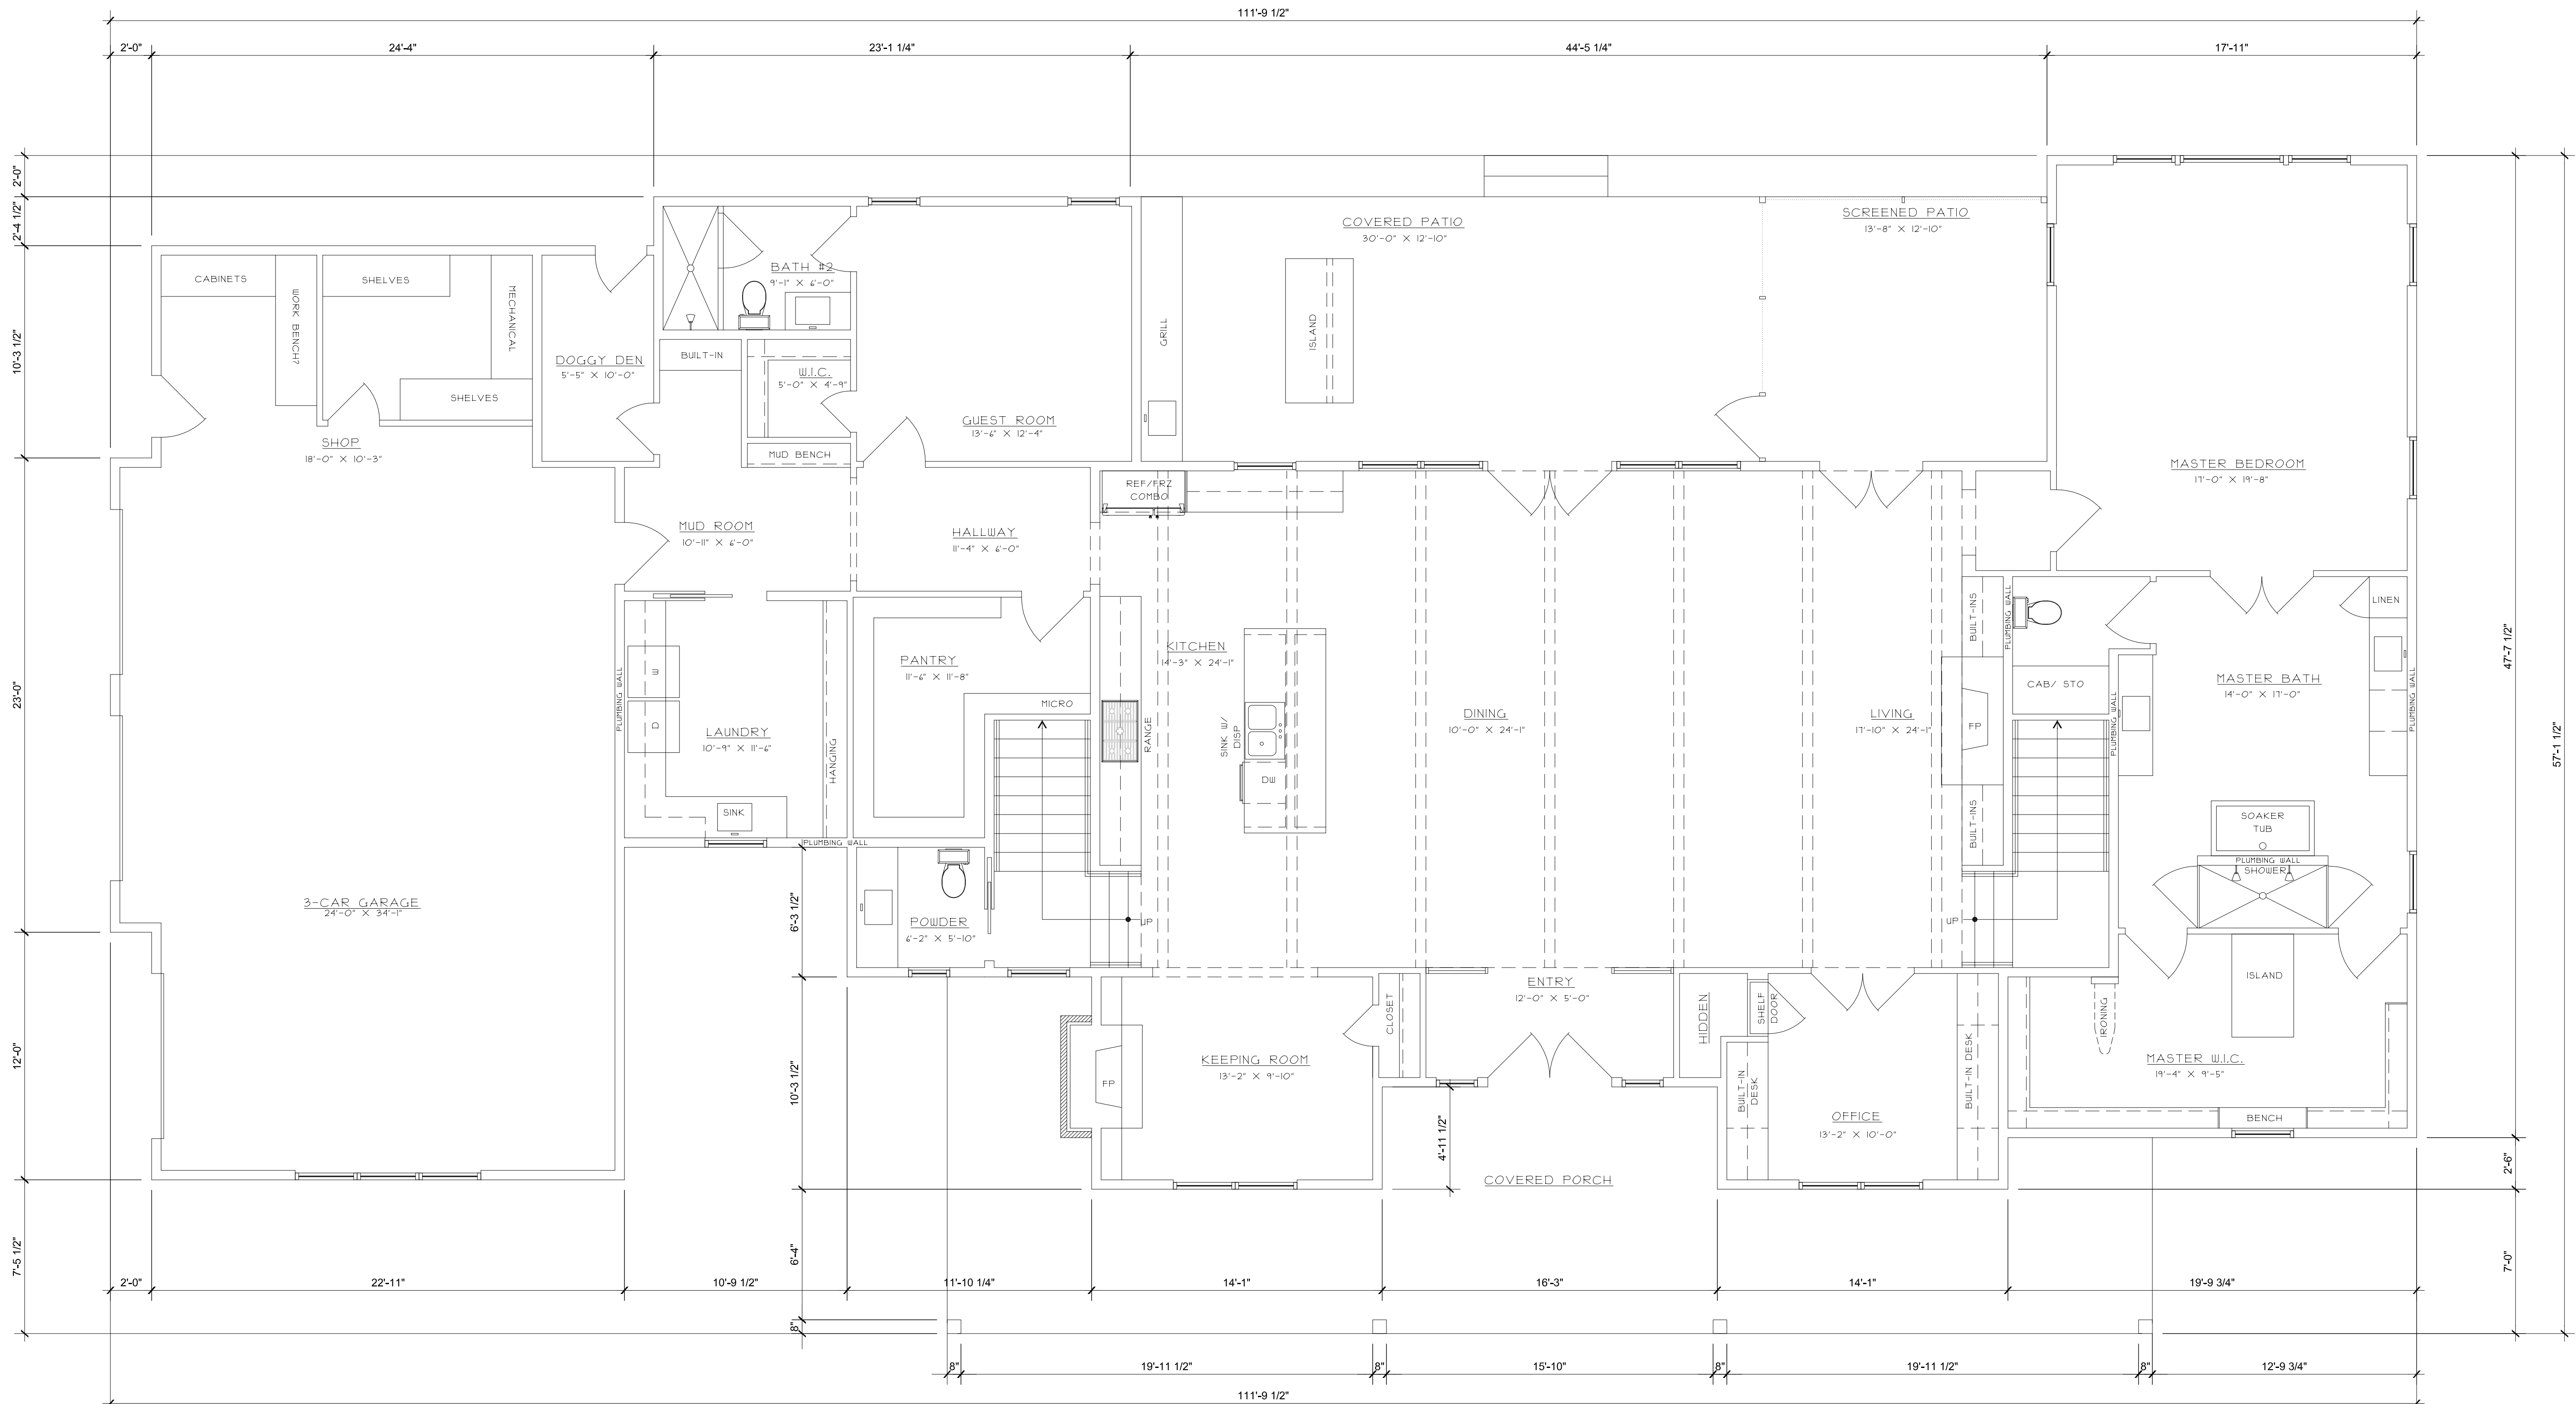 111'-9 1/2"
2'-0"
24'-4"
23'-1 1/4"
44'-5 1/4"
17'-11"
2'-0"
2'-4 1/2"
10'-3 1/2"
23'-0"
12'-0"
7'-5 1/2"
CABINETS
WORK BENCH?
SHELVES
MECHANICAL
SHELVES
SHOP
18'-0" X 10'-3"
DOGGY DEN
5'-5" X 10'-0"
BATH #2
9'-1" X 6'-0"
BUILT-IN
W.I.C.
5'-0" X 4'-9"
MUD BENCH
GUEST ROOM
13'-6" X 12'-4"
GRILL
COVERED PATIO
30'-0" X 12'-10"
ISLAND
SCREENED PATIO
13'-8" X 12'-10"
MASTER BEDROOM
17'-0" X 19'-8"
MUD ROOM
10'-11" X 6'-0"
HALLWAY
11'-4" X 6'-0"
REF/FRZ
COMBO
PLUMBING WALL
W
D
LAUNDRY
10'-9" X 11'-6"
HANGING
SINK
PLUMBING WALL
PANTRY
11'-6" X 11'-8"
MICRO
RANGE
KITCHEN
14'-3" X 24'-1"
SINK W/
DISP
DW
DINING
10'-0" X 24'-1"
LIVING
17'-10" X 24'-1"
BUILT-INS
FP
BUILT-INS
PLUMBING WALL
CAB/ STO
PLUMBING WALL
LINEN
MASTER BATH
14'-0" X 17'-0"
PLUMBING WALL
SOAKER
TUB
PLUMBING WALL
SHOWER
3-CAR GARAGE
24'-0" X 34'-1"
POWDER
6'-2" X 5'-10"
UP
UP
6'-3 1/2"
10'-3 1/2"
6'-4"
8"
FP
KEEPING ROOM
13'-2" X 9'-10"
CLOSET
ENTRY
12'-0" X 5'-0"
HIDDEN
SHELF
DOOR
BUILT-IN
DESK
OFFICE
13'-2" X 10'-0"
BUILT-IN DESK
IRONING
ISLAND
MASTER W.I.C.
19'-4" X 9'-5"
BENCH
4'-11 1/2"
COVERED PORCH
47'-7 1/2"
57'-1 1/2"
2'-6"
7'-0"
2'-0"
22'-11"
10'-9 1/2"
11'-10 1/4"
14'-1"
16'-3"
14'-1"
19'-9 3/4"
8"
19'-11 1/2"
8"
15'-10"
8"
19'-11 1/2"
8"
12'-9 3/4"
111'-9 1/2"